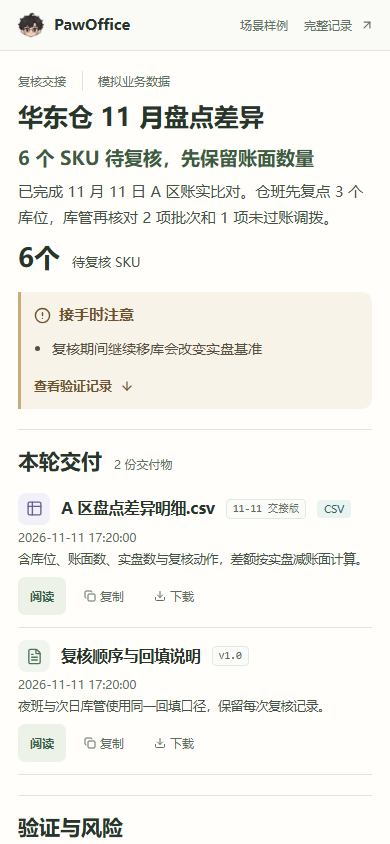 PawOffice
场景样例 完整记录
复核交接 模拟业务数据
华东仓 11 月盘点差异
6 个 SKU 待复核，先保留账面数量
已完成 11 月 11 日 A 区账实比对。仓班先复点 3 个
库位，库管再核对 2 项批次和 1 项未过账调拨。
6个 待复核 SKU
接手时注意
复核期间继续移库会改变实盘基准
查看验证记录
本轮交付 2 份交付物
A 区盘点差异明细.csv 11-11 交接版 CSV
2026-11-11 17:20:00
含库位、账面数、实盘数与复核动作，差额按实盘减账面计算。
阅读 复制 下载
复核顺序与回填说明 v1.0
2026-11-11 17:20:00
夜班与次日库管使用同一回填口径，保留每次复核记录。
阅读 复制 下载
验证与风险